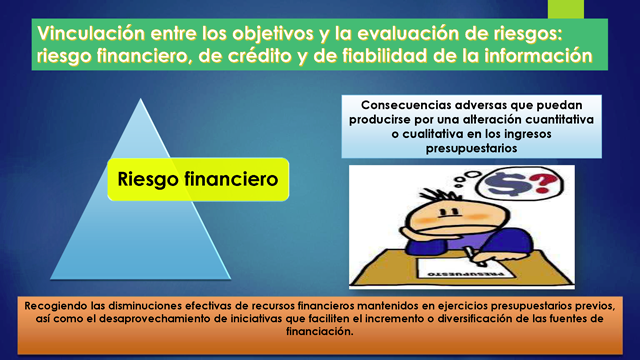 Vinculación entre los objetivos y la evaluación de riesgos:
riesgo financiero, de crédito y de fiabilidad de la información
Riesgo financiero
Consecuencias adversas que puedan
producirse por una alteración cuantitativa
o cualitativa en los ingresos
presupuestarios
$?
PRESUPUESTO
Recogiendo las disminuciones efectivas de recursos financieros mantenidos en ejercicios presupuestarios previos,
así como el desaprovechamiento de iniciativas que faciliten el incremento o diversificación de las fuentes de
financiación.